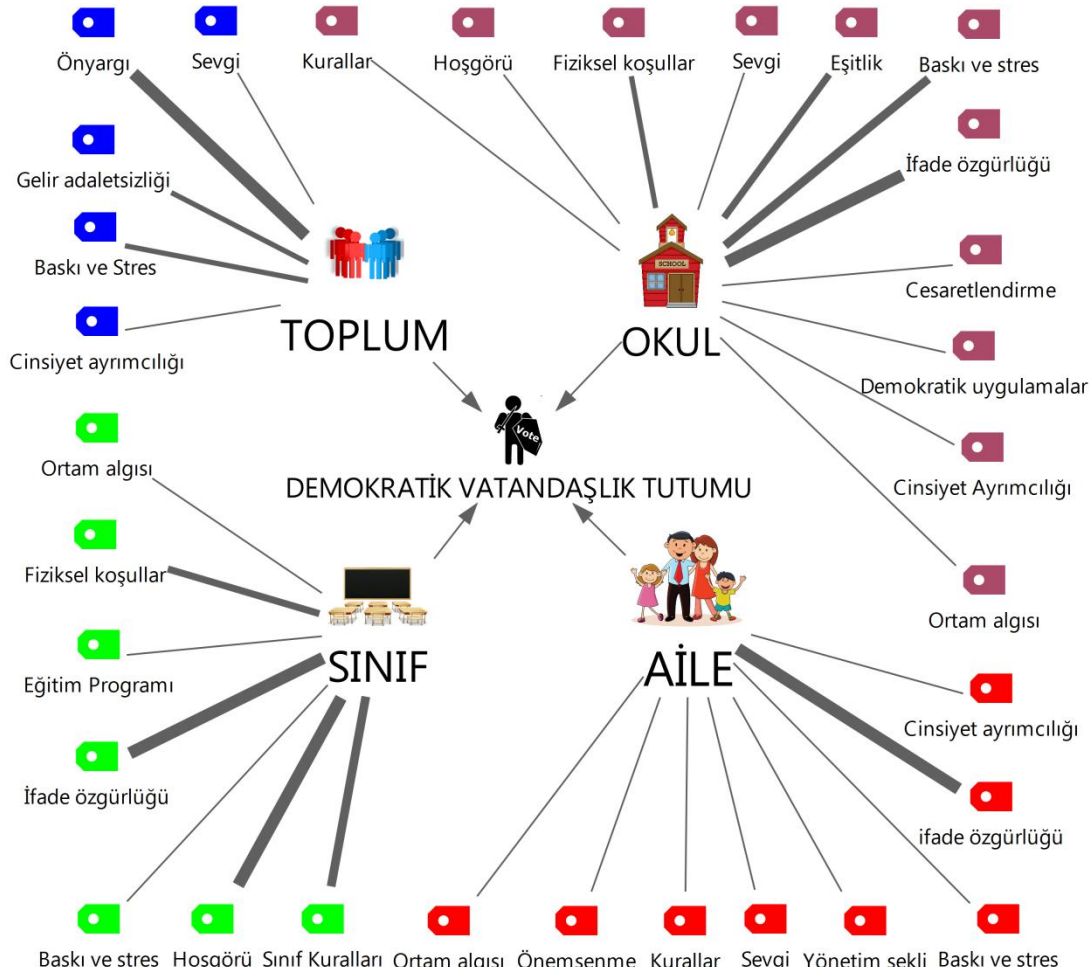 Önyargı
Sevgi
Kurallar
Hoşgörü
Fiziksel koşullar
Sevgi
Eşitlik
Baskı ve stres
İfade özgürlüğü
Gelir adaletsizliği
Baskı ve Stres
SCHOOL
Cesaretlendirme
TOPLUM
OKUL
Cinsiyet ayrımcılığı
Demokratik uygulamalar
Vote
Ortam algısı
DEMOKRATİK VATANDAŞLIK TUTUMU
Cinsiyet Ayrımcılığı
Fiziksel koşullar
Ortam algısı
SINIF
AİLE
Eğitim Programı
Cinsiyet ayrımcılığı
İfade özgürlüğü
ifade özgürlüğü
Baskı ve stres
Hoşgörü
Sınıf Kuralları
Ortam algısı
Önemsenme
Kurallar
Sevgi
Yönetim şekli
Baskı ve stres